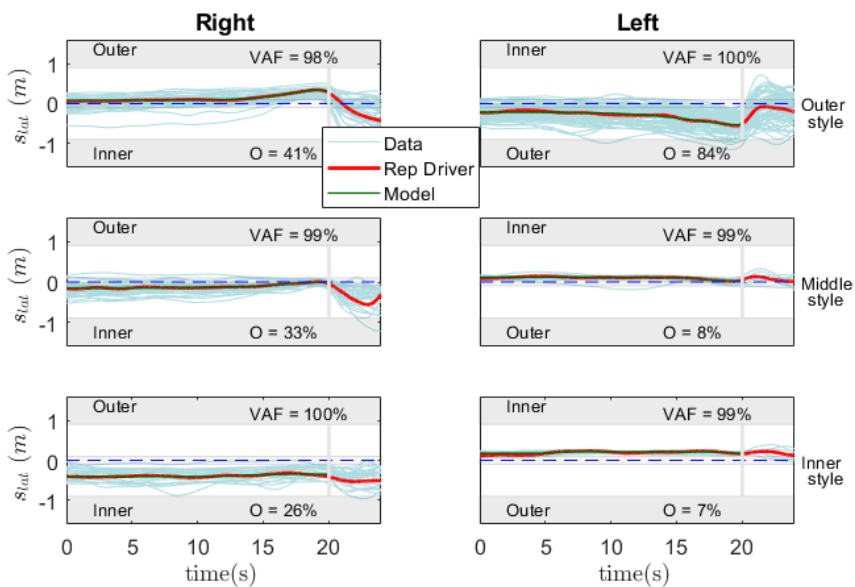 Right
Left
1
0
-1
s_lat (m)
Outer
VAF = 98%
Inner
O = 41%
Inner
VAF = 100%
Outer
O = 84%
Outer
style
Data
Rep Driver
Model
1
0
-1
s_lat (m)
Outer
VAF = 99%
Inner
O = 33%
Inner
VAF = 99%
Outer
O = 8%
Middle
style
1
0
-1
s_lat (m)
Outer
VAF = 100%
Inner
O = 26%
Inner
VAF = 99%
Outer
O = 7%
Inner
style
0 5 10 15 20
0 5 10 15 20
time(s)
time(s)